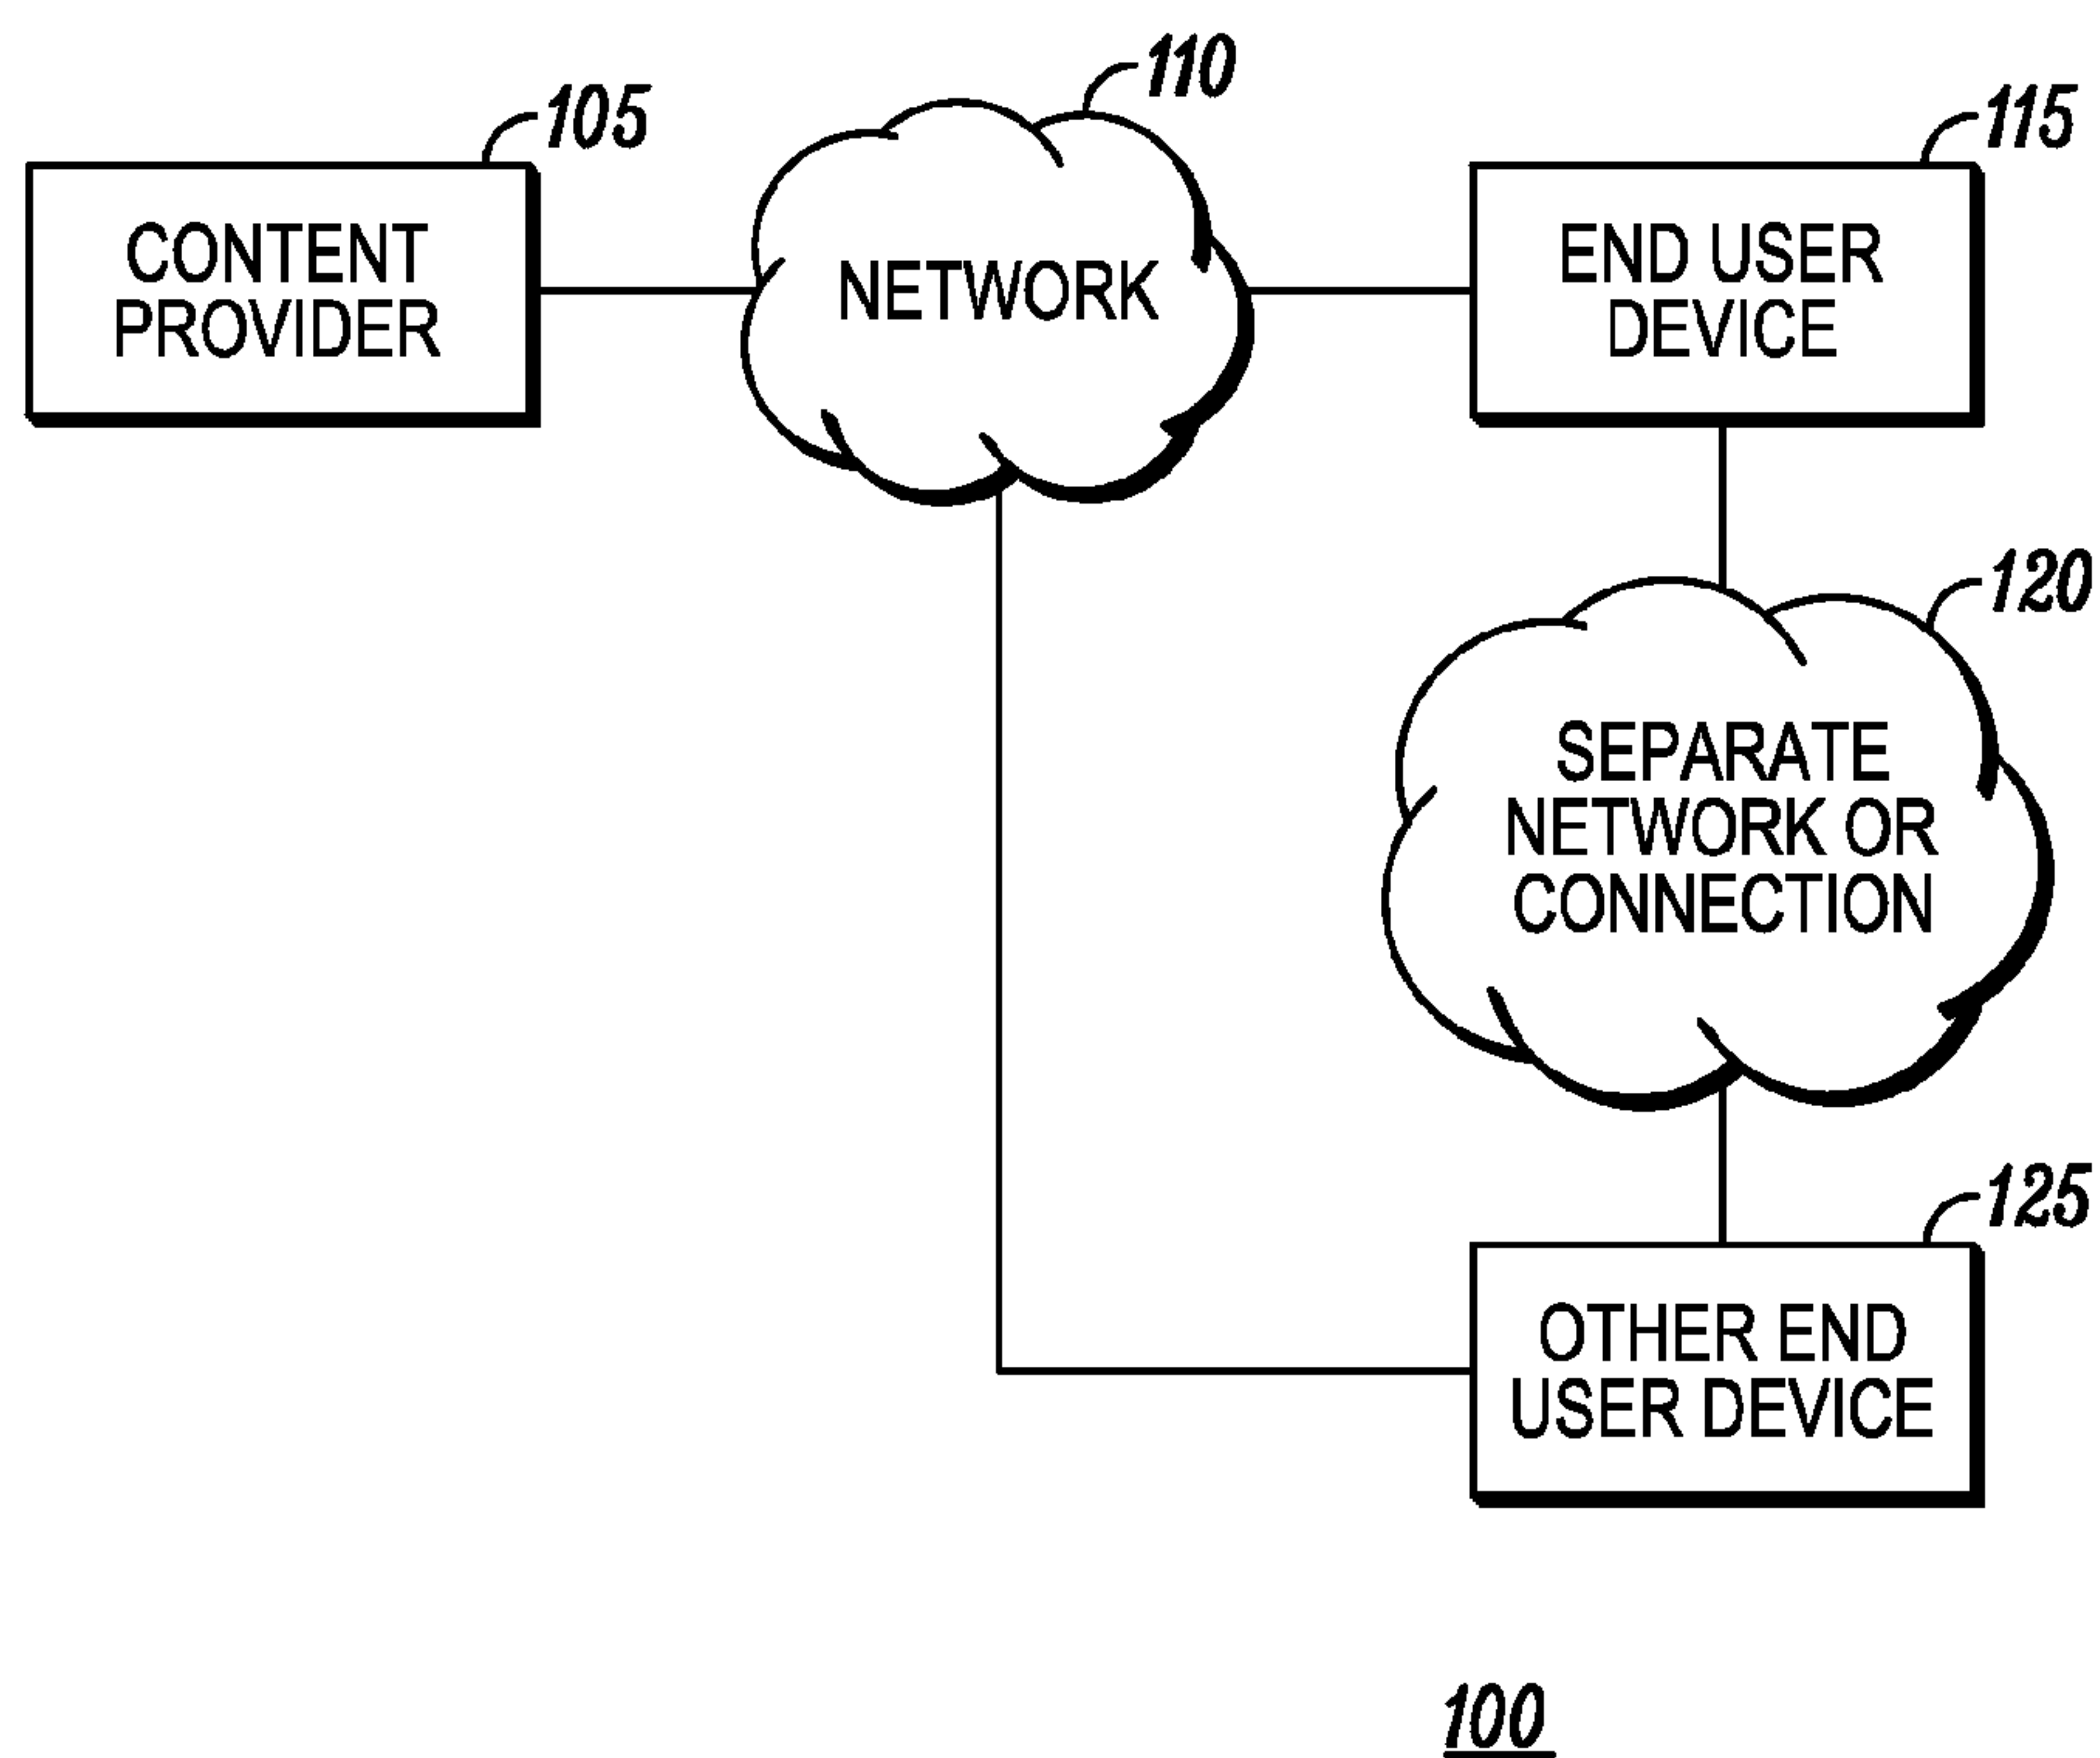 105
CONTENT
PROVIDER
110
NETWORK
115
END USER
DEVICE
120
SEPARATE
NETWORK OR
CONNECTION
125
OTHER END
USER DEVICE
100